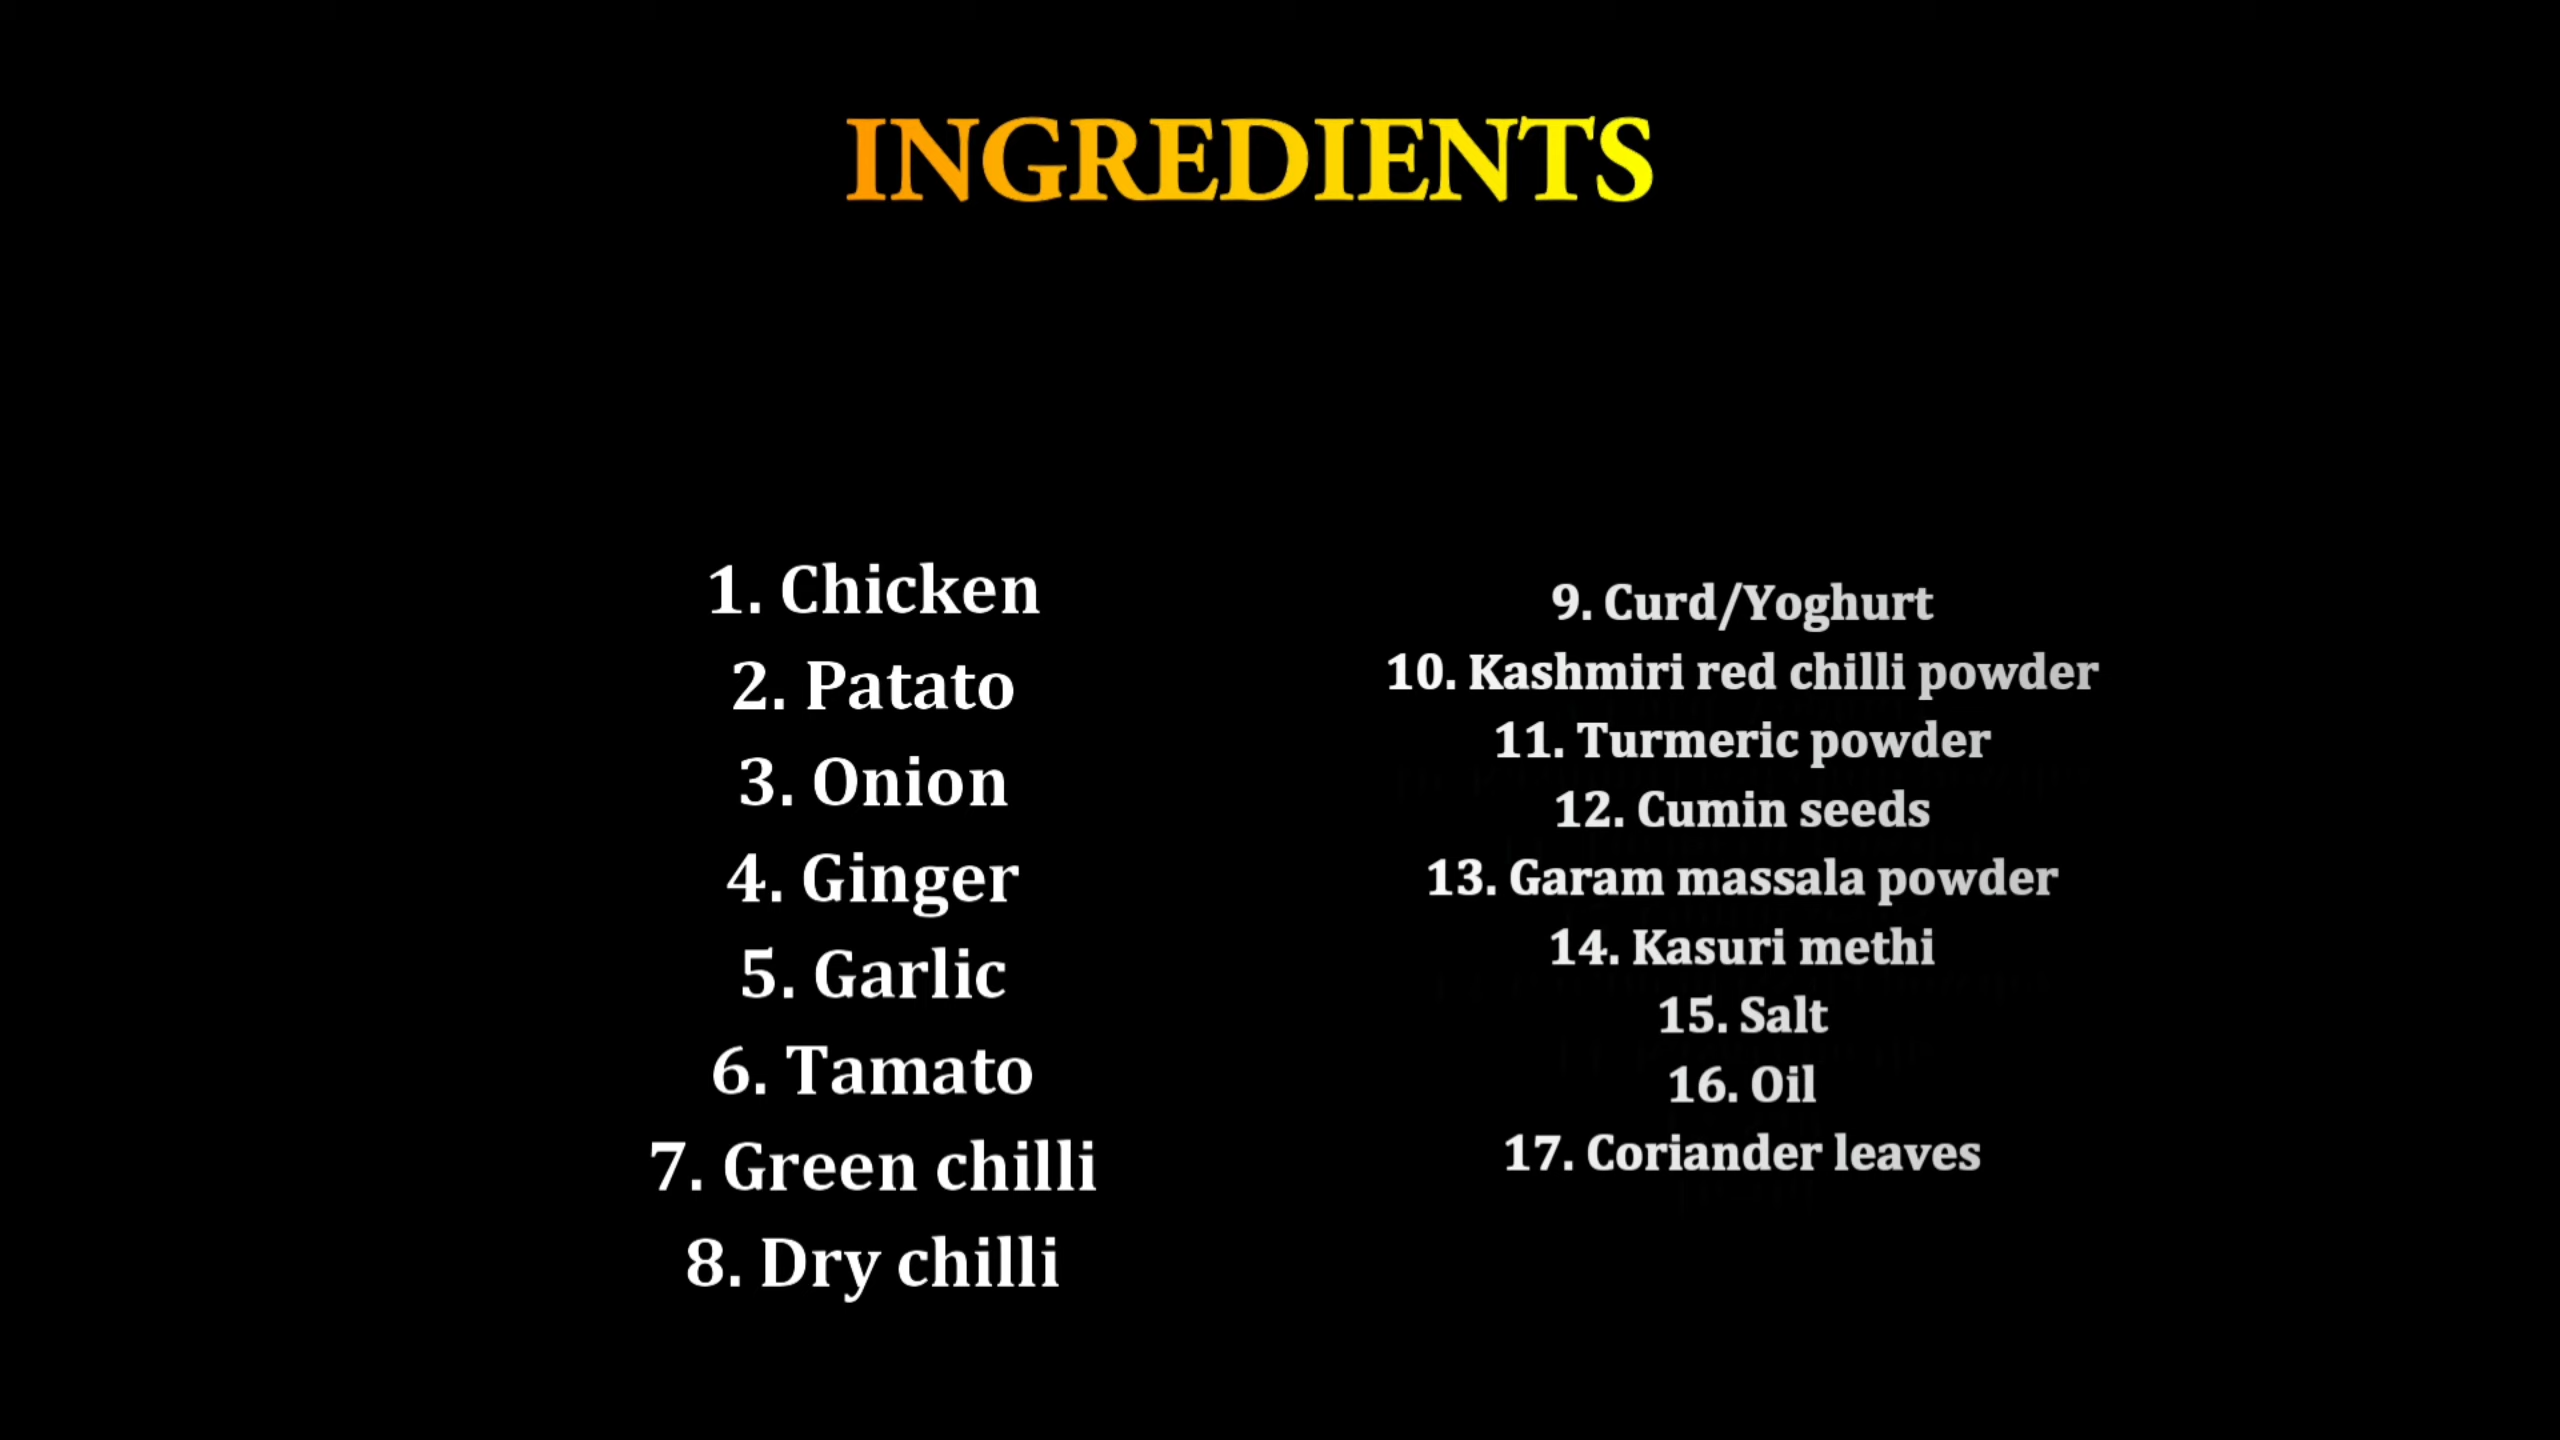 INGREDIENTS
1. Chicken
2. Patato
3. Onion
4. Ginger
5. Garlic
6. Tamato
7. Green chilli
8. Dry chilli
9. Curd/Yoghurt
10. Kashmiri red chilli powder
11. Turmeric powder
12. Cumin seeds
13. Garam massala powder
14. Kasuri methi
15. Salt
16. Oil
17. Coriander leaves